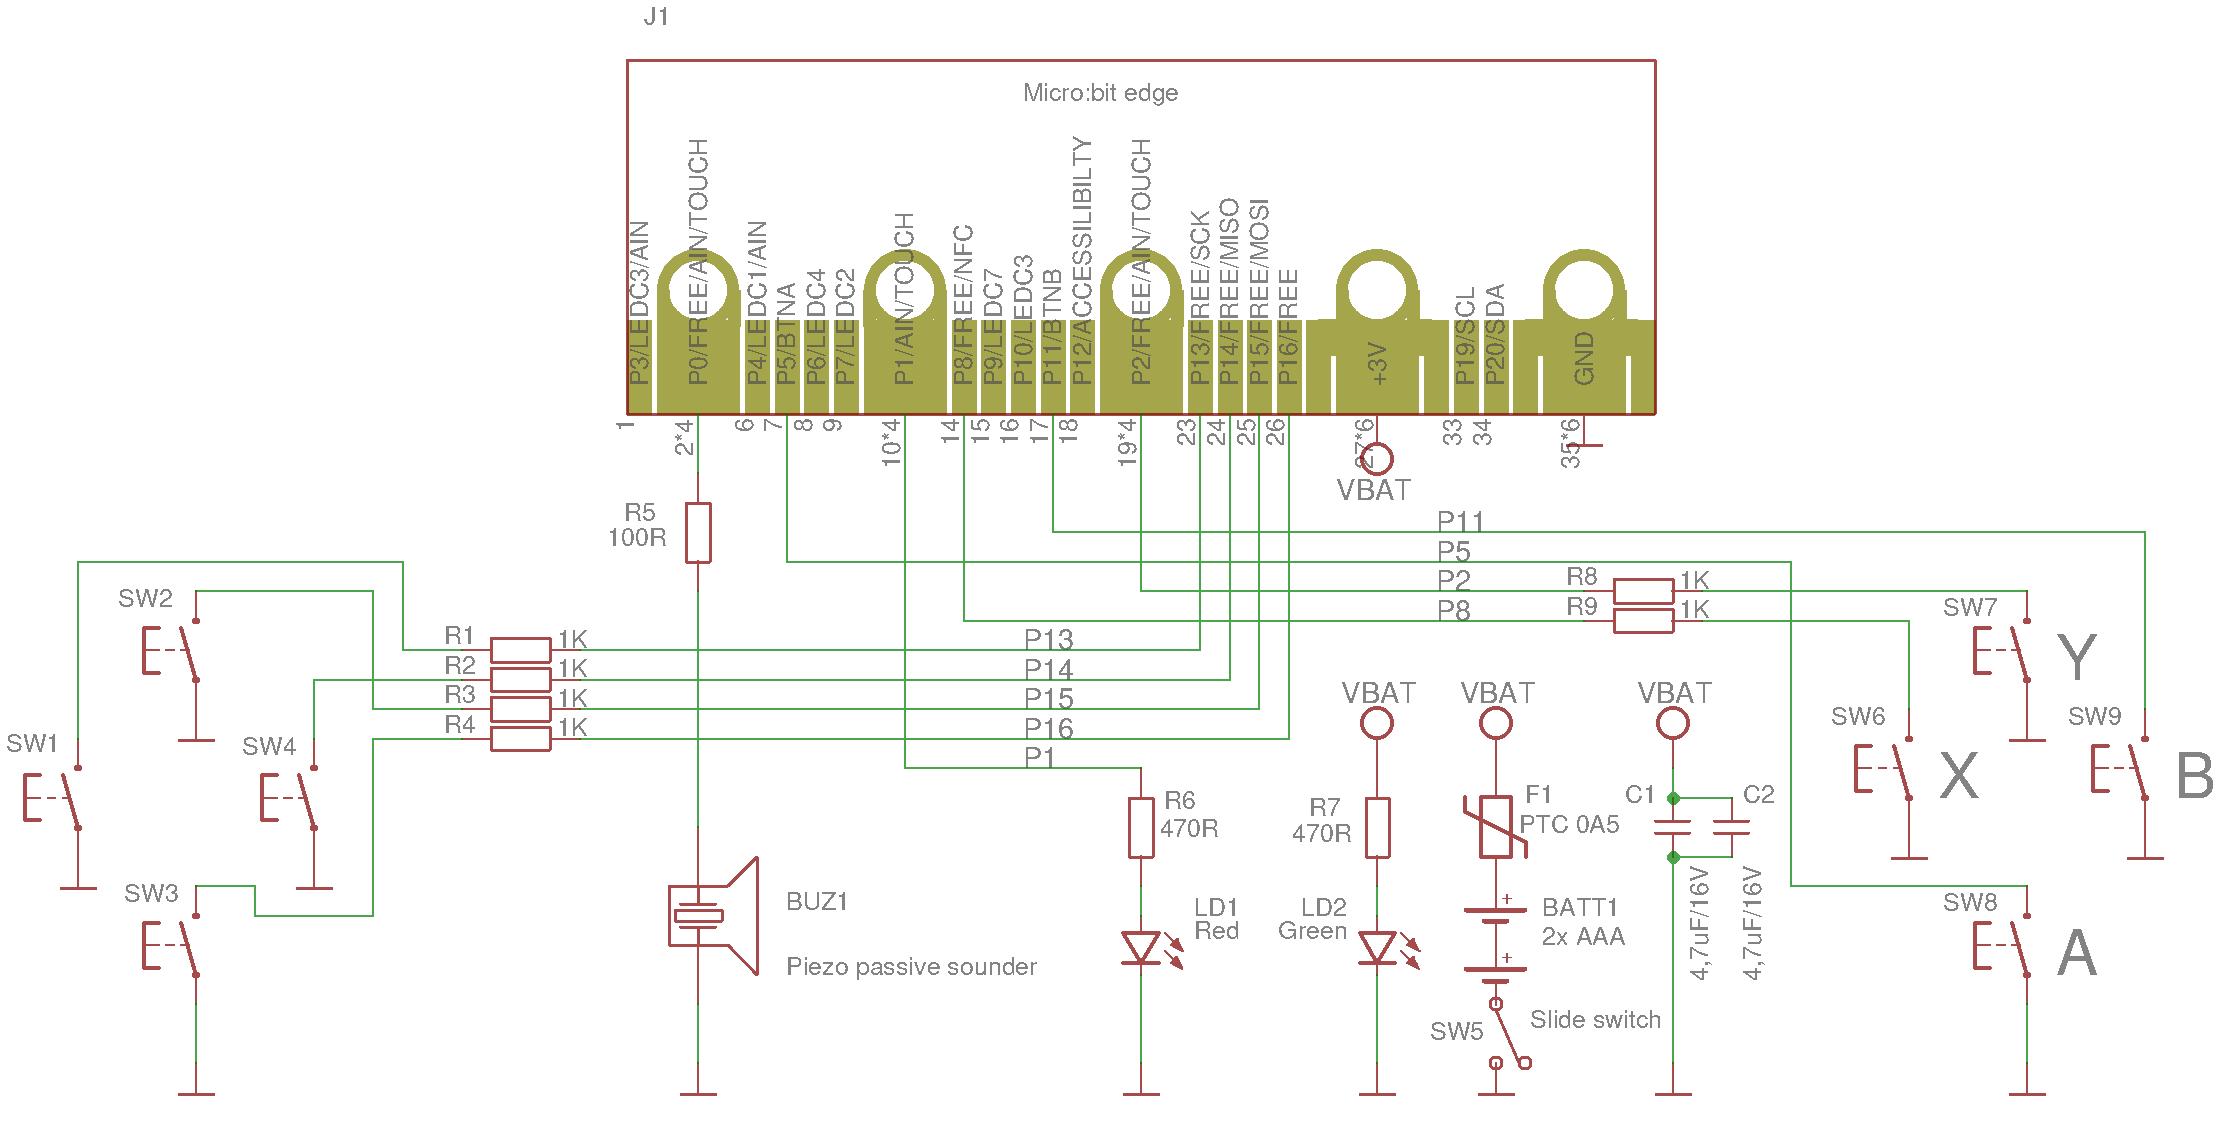 J1
Micro:bit edge
P3/LEDC3/AIN
P0/FREE/AIN/TOUCH
P4/LEDC1/AIN
P5/BTNA
P6/LEDC4
P7/LEDC2
P1/AIN/TOUCH
P8/FREE/NFC
P9/LEDC7
P10/LEDC3
P11/BTNB
P12/ACCESSILIBILTY
P2/FREE/AIN/TOUCH
P13/FREE/SCK
P14/FREE/MISO
P15/FREE/MOSI
P16/FREE
+3V
P19/SCL
P20/SDA
GND
1
2*4
6
7
8
9
10*4
14
15
16
17
18
19*4
23
24
25
26
27*6
33
34
35*6
VBAT
R5
100R
P11
P5
P2
P8
R8
1K
R9
1K
SW2
SW7
Y
R1
1K
P13
R2
1K
P14
R3
1K
P15
R4
1K
P16
P1
SW1
SW4
VBAT
VBAT
VBAT
SW6
X
SW9
B
R6
470R
R7
470R
F1
PTC 0A5
C1
C2
4,7uF/16V
4,7uF/16V
SW3
BUZ1
Piezo passive sounder
LD1
Red
LD2
Green
BATT1
2x AAA
+
+
SW5
Slide switch
SW8
A